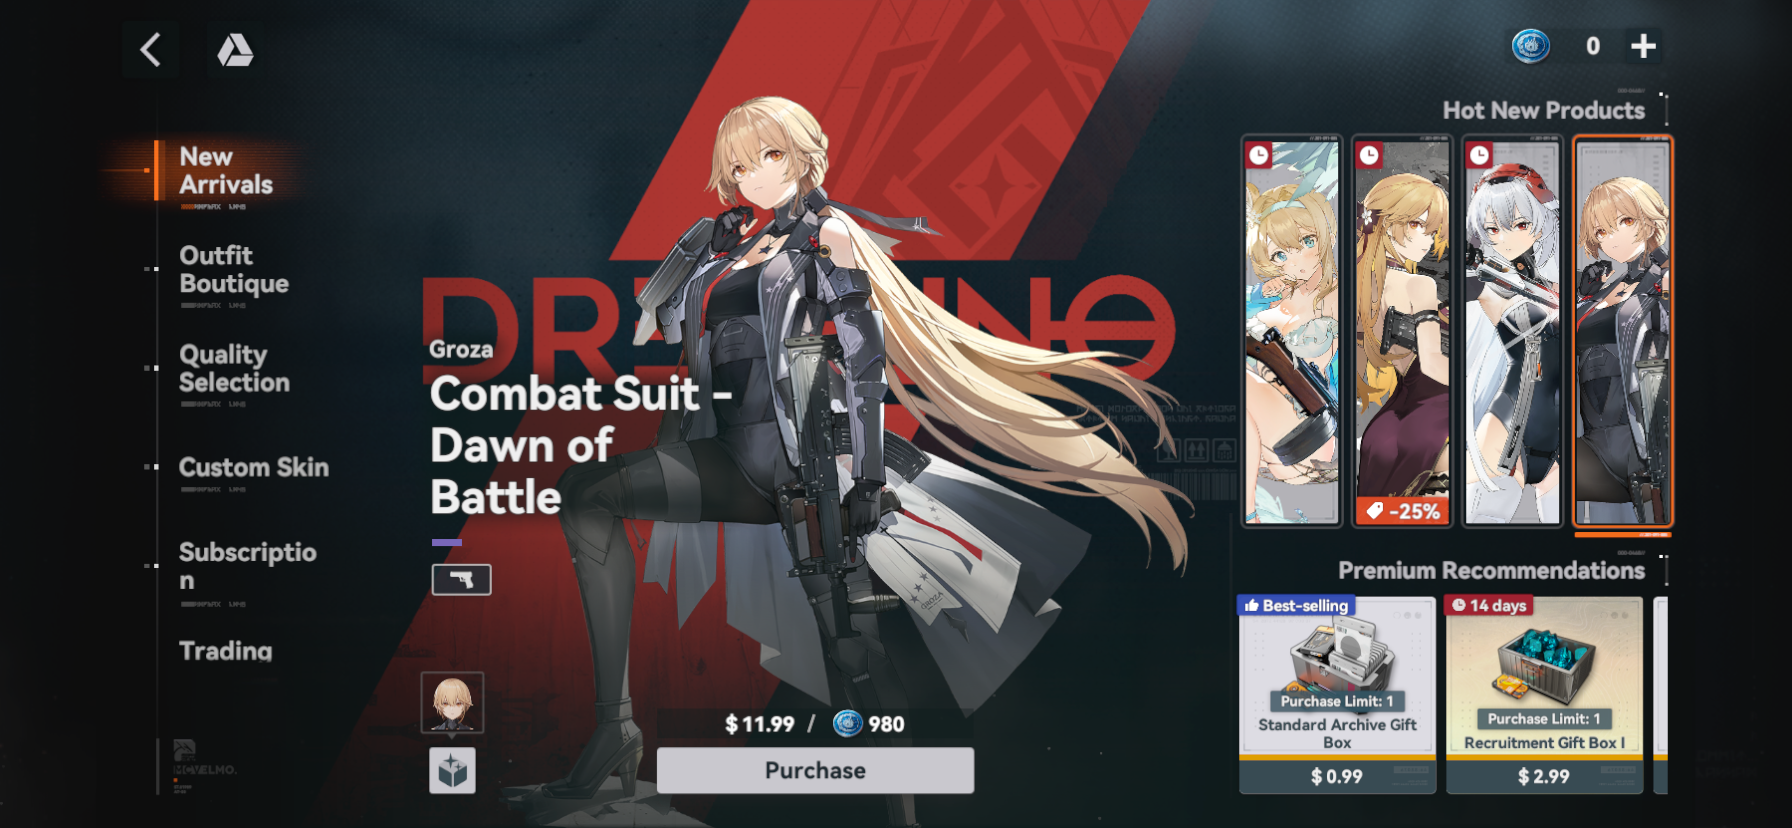 0
New
Arrivals
Outfit
Boutique
Quality
Selection
Custom Skin
Subscriptio
n
Trading
Groza
Combat Suit -
Dawn of
Battle
$ 11.99 / 980
Purchase
Hot New Products
-25%
Premium Recommendations
Best-selling
Purchase Limit: 1
Standard Archive Gift
Box
$ 0.99
14 days
Purchase Limit: 1
Recruitment Gift Box I
$ 2.99